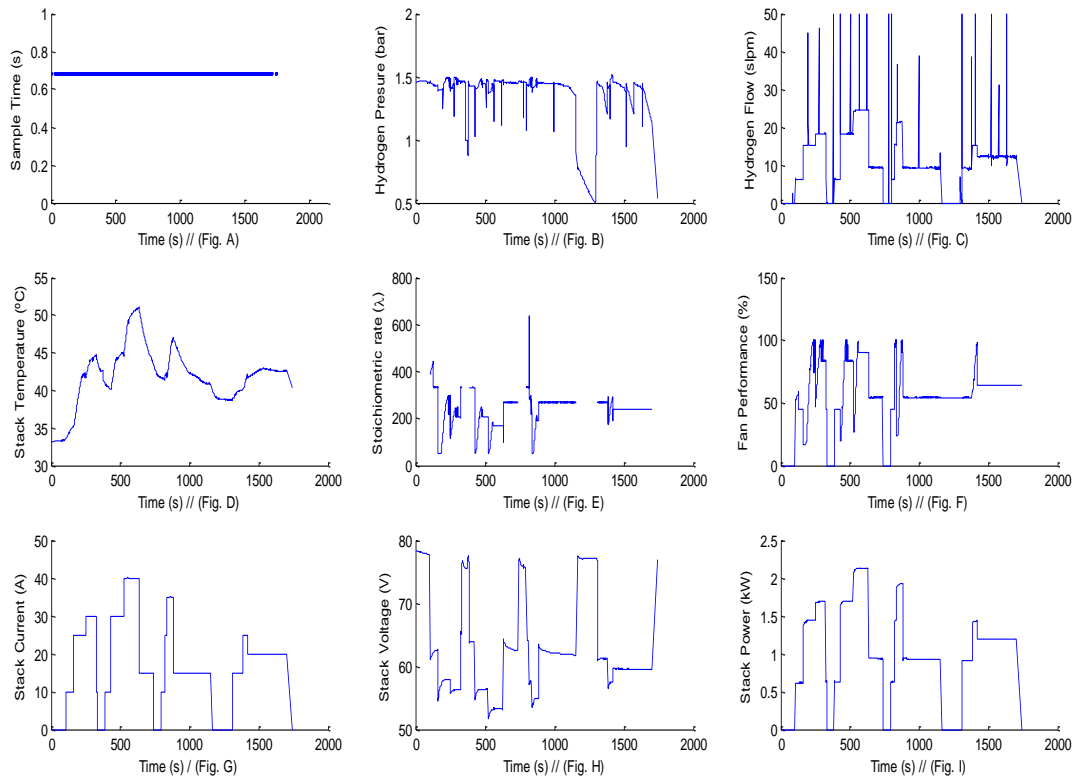 Sample Time (s)
1
0.8
0.6
0.4
0.2
0
0 500 1000 1500 2000
Time (s) // (Fig. A)
Hydrogen Presure (bar)
2
1.5
1
0.5
0 500 1000 1500 2000
Time (s) // (Fig. B)
Hydrogen Flow (slpm)
50
40
30
20
10
0
0 500 1000 1500 2000
Time (s) // (Fig. C)
Stack Temperature (ºC)
55
50
45
40
35
30
0 500 1000 1500 2000
Time (s) // (Fig. D)
Stoichiometric rate (λ)
800
600
400
200
0
0 500 1000 1500 2000
Time (s) // (Fig. E)
Fan Performance (%)
150
100
50
0
0 500 1000 1500 2000
Time (s) // (Fig. F)
Stack Current (A)
50
40
30
20
10
0
0 500 1000 1500 2000
Time (s) / (Fig. G)
Stack Voltage (V)
80
70
60
50
0 500 1000 1500 2000
Time (s) // (Fig. H)
Stack Power (kW)
2.5
2
1.5
1
0.5
0
0 500 1000 1500 2000
Time (s) // (Fig. I)